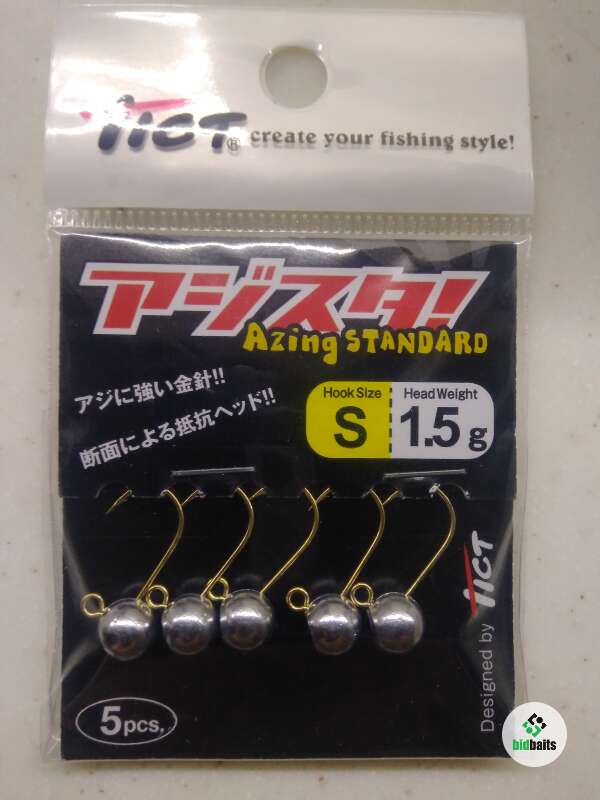 TICT® create your fishing style!
アジスタ!
Azing STANDARD
アジに強い金針!!
断面による抵抗ヘッド!!
Hook Size
S
Head Weight
1.5g
Designed by TICT
5pcs,
bidbaits